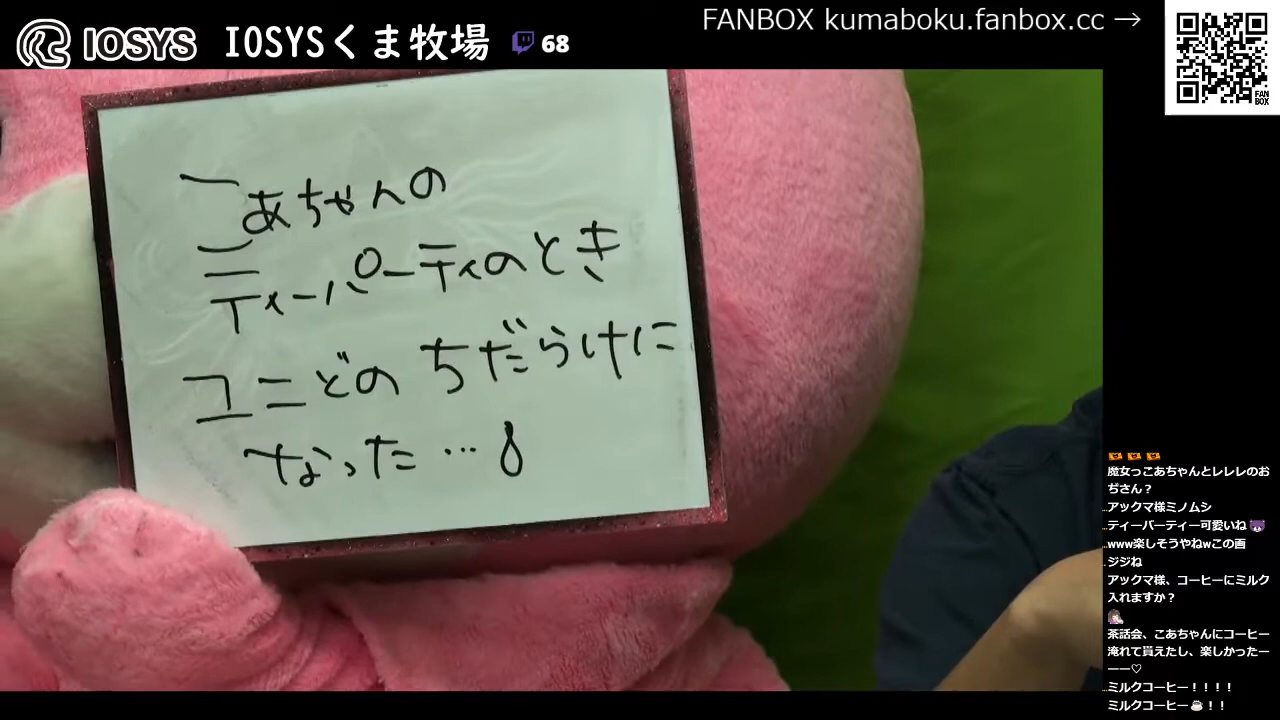 IOSYS IOSYSくま牧場 68
FANBOX kumaboku.fanbox.cc →
FAN
BOX
こあちゃんの
ティーパーティのとき
ユニどの ちだらけに
なった…
魔女っこあちゃんとレレレのお
ぢさん？
アックマ様ミノムシ
ティーパーティー可愛いね
www楽しそうやねwこの画
ジジね
アックマ様、コーヒーにミルク
入れますか？
茶話会、こあちゃんにコーヒー
淹れて貰えたし、楽しかったー
ーー♡
ミルクコーヒー！！！！
ミルクコーヒー☕！！